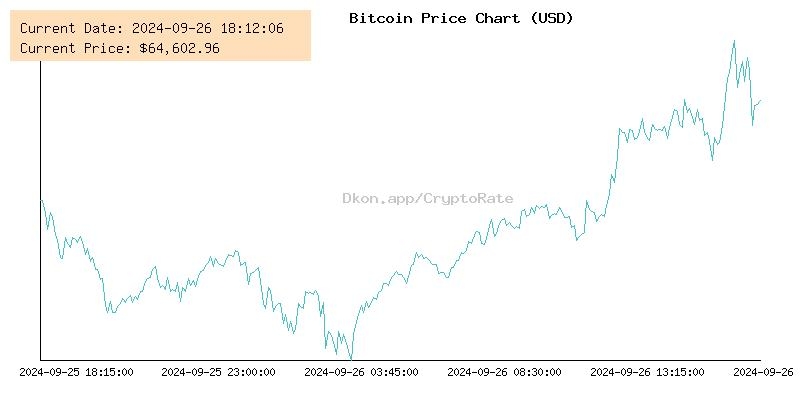 Bitcoin Price Chart (USD)
Current Date: 2024-09-26 18:12:06
Current Price: $64,602.96
Dkon.app/CryptoRate
2024-09-25 18:15:00 2024-09-25 23:00:00 2024-09-26 03:45:00 2024-09-26 08:30:00 2024-09-26 13:15:00 2024-09-26